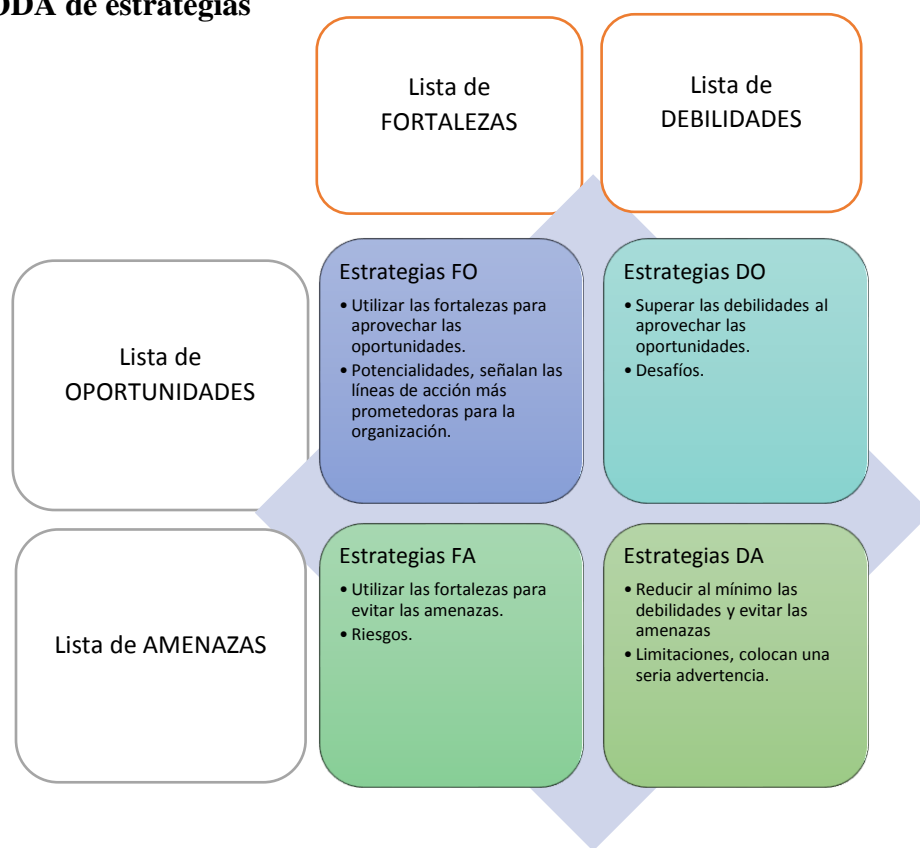 ODA de estrategias
Lista de
FORTALEZAS
Lista de
DEBILIDADES
Lista de
OPORTUNIDADES
Estrategias FO
• Utilizar las fortalezas para
aprovechar las
oportunidades.
• Potencialidades, señalan las
líneas de acción más
prometedoras para la
organización.
Estrategias DO
• Superar las debilidades al
aprovechar las
oportunidades.
• Desafíos.
Lista de AMENAZAS
Estrategias FA
• Utilizar las fortalezas para
evitar las amenazas.
• Riesgos.
Estrategias DA
• Reducir al mínimo las
debilidades y evitar las
amenazas
• Limitaciones, colocan una
seria advertencia.